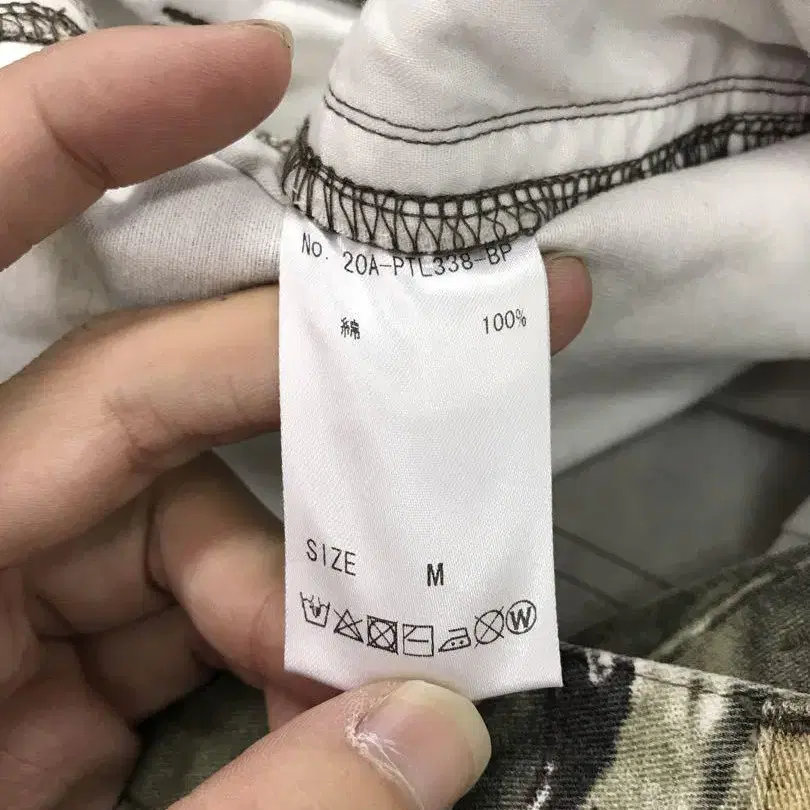 No. 20A-PTL338-BP
綿 100%
SIZE M
W